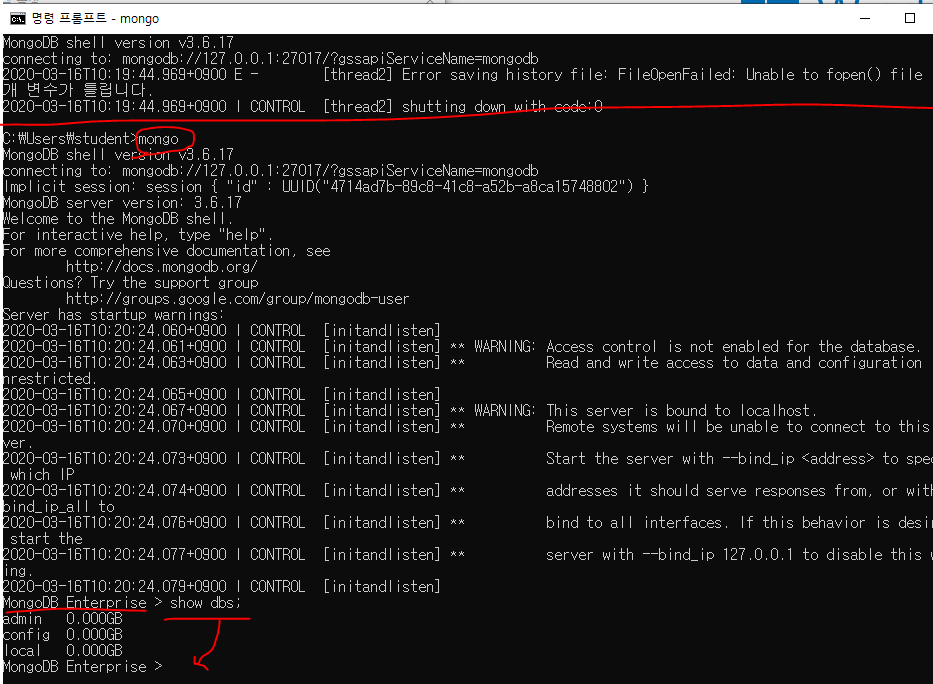 명령 프롬프트 - mongo
MongoDB shell version v3.6.17
connecting to: mongodb://127.0.0.1:27017/?gssapiServiceName=mongodb
2020-03-16T10:19:44.969+0900 E - [thread2] Error saving history file: FileOpenFailed: Unable to fopen() file
개 변수가 틀립니다.
2020-03-16T10:19:44.969+0900 I CONTROL [thread2] shutting down with code:0
C:₩Users₩student>mongo
MongoDB shell version v3.6.17
connecting to: mongodb://127.0.0.1:27017/?gssapiServiceName=mongodb
Implicit session: session { "id" : UUID("4714ad7b-89c8-41c8-a52b-a8ca15748802") }
MongoDB server version: 3.6.17
Welcome to the MongoDB shell.
For interactive help, type "help".
For more comprehensive documentation, see
http://docs.mongodb.org/
Questions? Try the support group
http://groups.google.com/group/mongodb-user
Server has startup warnings:
2020-03-16T10:20:24.060+0900 I CONTROL [initandlisten]
2020-03-16T10:20:24.061+0900 I CONTROL [initandlisten] ** WARNING: Access control is not enabled for the database.
2020-03-16T10:20:24.063+0900 I CONTROL [initandlisten] ** Read and write access to data and configuration
nrestricted.
2020-03-16T10:20:24.065+0900 I CONTROL [initandlisten]
2020-03-16T10:20:24.067+0900 I CONTROL [initandlisten] ** WARNING: This server is bound to localhost.
2020-03-16T10:20:24.070+0900 I CONTROL [initandlisten] ** Remote systems will be unable to connect to this
ver.
2020-03-16T10:20:24.073+0900 I CONTROL [initandlisten] ** Start the server with --bind_ip <address> to spe
which IP
2020-03-16T10:20:24.074+0900 I CONTROL [initandlisten] ** addresses it should serve responses from, or with
bind_ip_all to
2020-03-16T10:20:24.076+0900 I CONTROL [initandlisten] ** bind to all interfaces. If this behavior is desi
start the
2020-03-16T10:20:24.077+0900 I CONTROL [initandlisten] ** server with --bind_ip 127.0.0.1 to disable this w
ing.
2020-03-16T10:20:24.079+0900 I CONTROL [initandlisten]
MongoDB Enterprise > show dbs;
admin 0.000GB
config 0.000GB
local 0.000GB
MongoDB Enterprise >